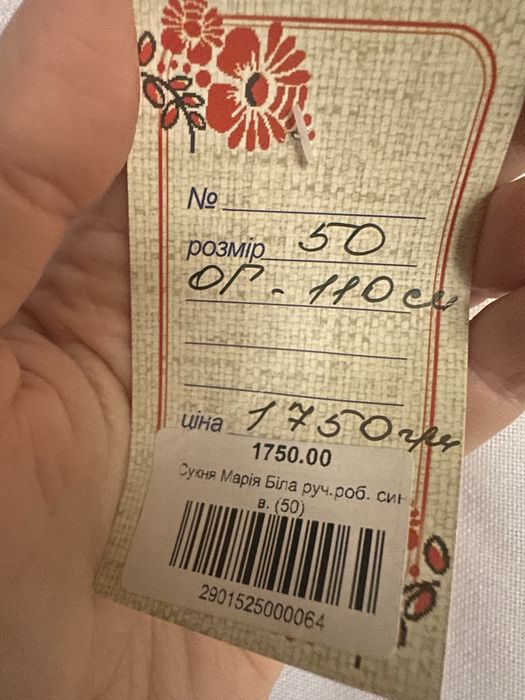 №
розмір 50
ОГ - 110 см
ціна 1750 грн
1750.00
Сукня Марія Біла руч.роб. син
в. (50)
2901525000064